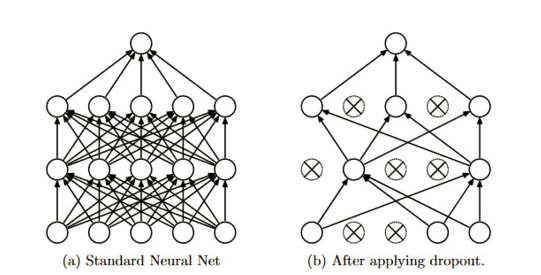 (a) Standard Neural Net
(b) After applying dropout.